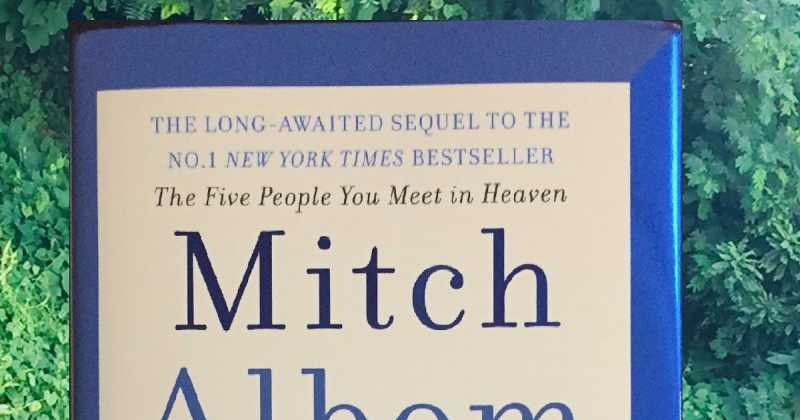 THE LONG-AWAITED SEQUEL TO THE
NO.1 NEW YORK TIMES BESTSELLER
The Five People You Meet in Heaven
Mitch
Albom